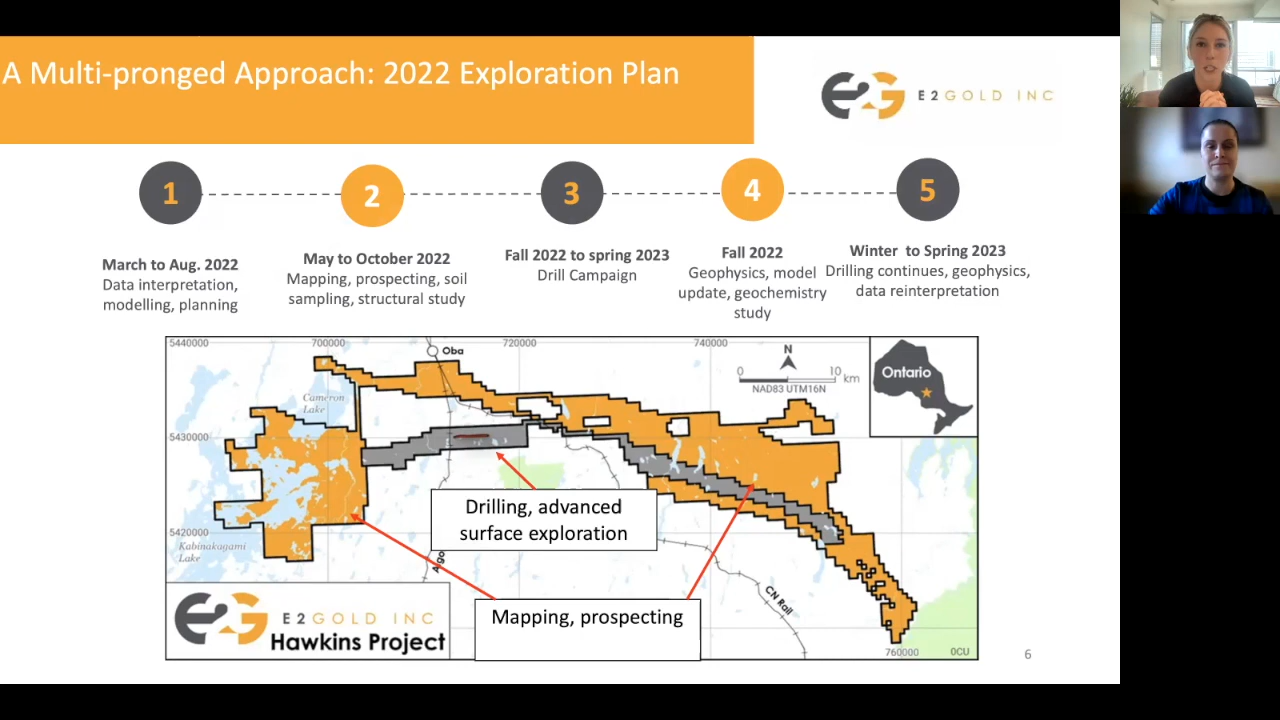 A Multi-pronged Approach: 2022 Exploration Plan
E2G E2GOLD INC
1
2
3
4
5
March to Aug. 2022
Data interpretation,
modelling, planning
May to October 2022
Mapping, prospecting, soil
sampling, structural study
Fall 2022 to spring 2023
Drill Campaign
Fall 2022
Geophysics, model
update, geochemistry
study
Winter to Spring 2023
Drilling continues, geophysics,
data reinterpretation
5440000
700000
720000
740000
Oba
N
0
10
km
NAD83 UTM16N
Ontario
Cameron
Lake
5430000
Drilling, advanced
surface exploration
5420000
Kabinakagami
Lake
Algo
CN Rail
Mapping, prospecting
E2G E2GOLD INC
Hawkins Project
760000
0CU
6